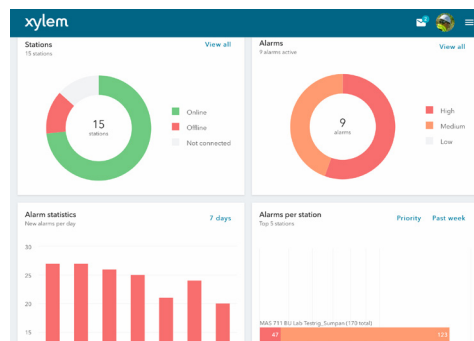 xylem
2
Stations
View all
15 stations
15
stations
Online
Offline
Not connected
Alarms
View all
9 alarms active
9
alarms
High
Medium
Low
Alarm statistics
7 days
New alarms per day
30
25
20
15
Alarms per station
Priority Past week
Top 5 stations
MAS 711 BU Lab Testng, Sumpan (170 total)
47 123